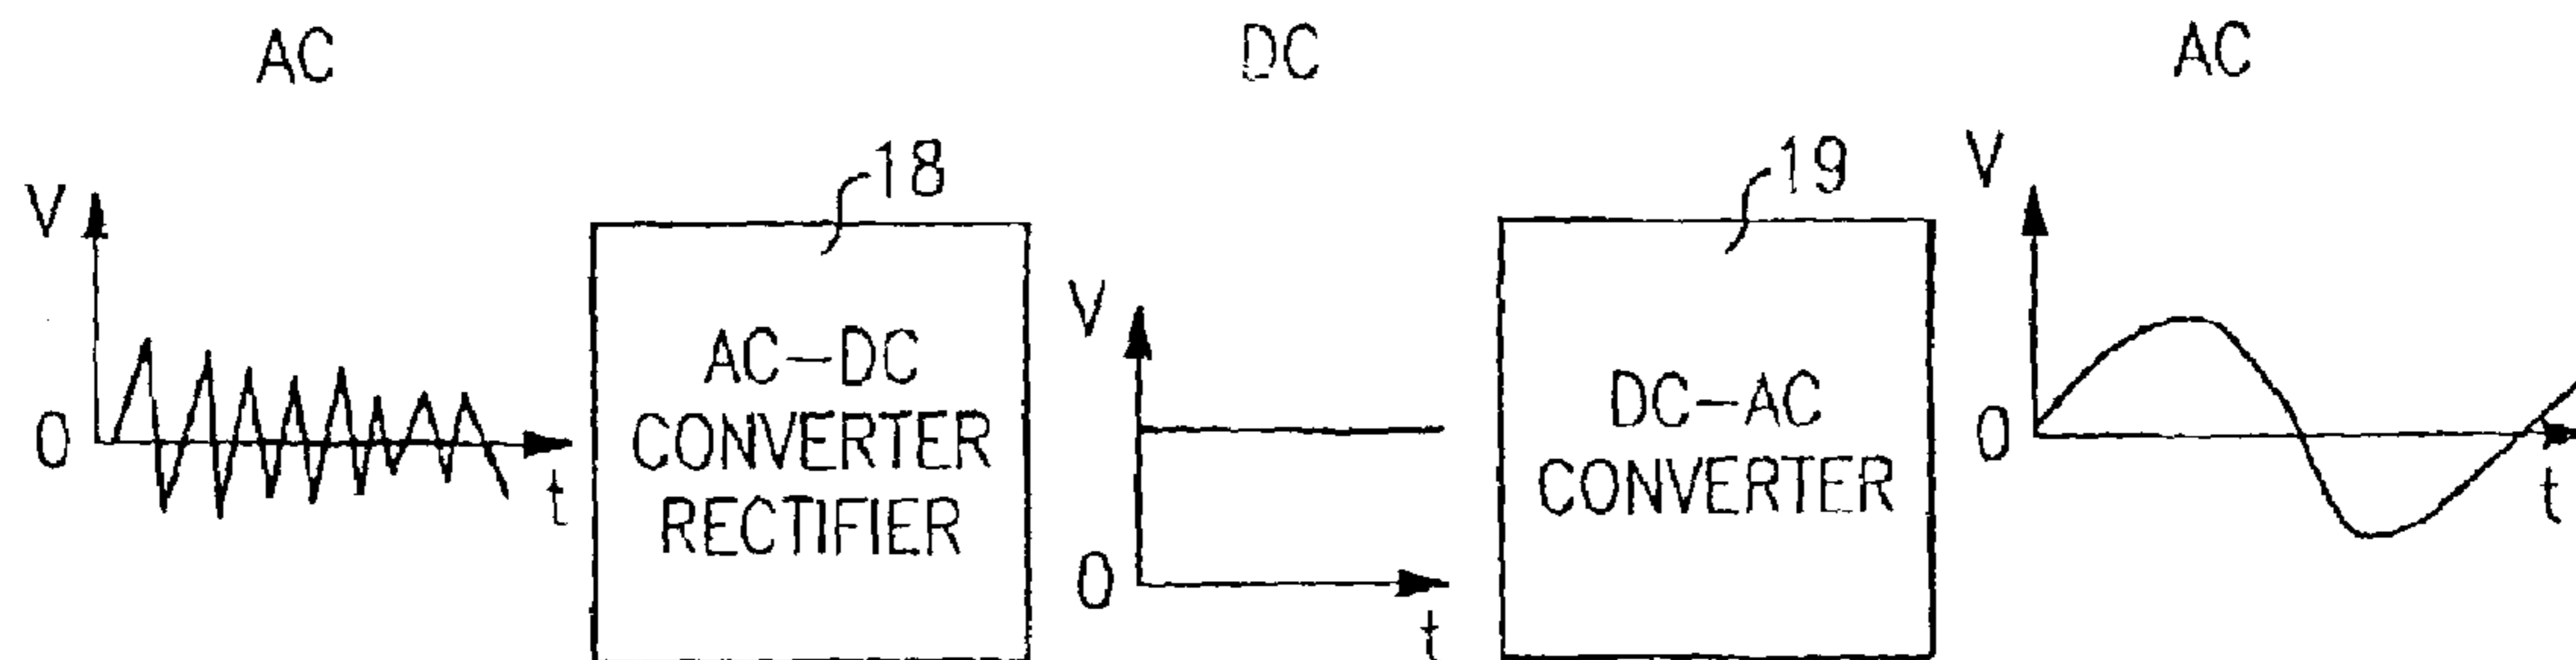 AC
DC
AC
V
0
t
18
AC-DC
CONVERTER
RECTIFIER
V
0
t
19
DC-AC
CONVERTER
V
0
t